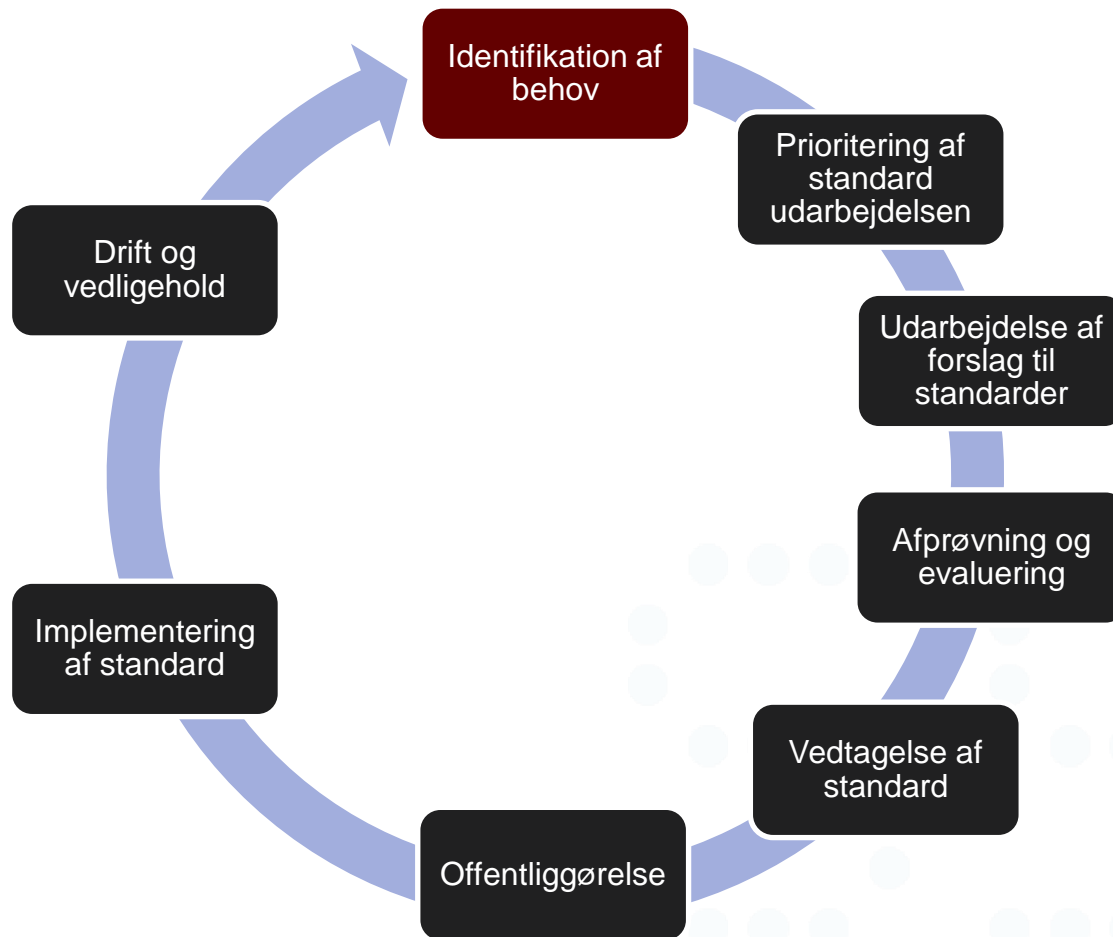 Identifikation af
behov
Prioritering af
standard
udarbejdelsen
Udarbejdelse af
forslag til
standarder
Afprøvning og
evaluering
Vedtagelse af
standard
Offentliggørelse
Implementering
af standard
Drift og
vedligehold